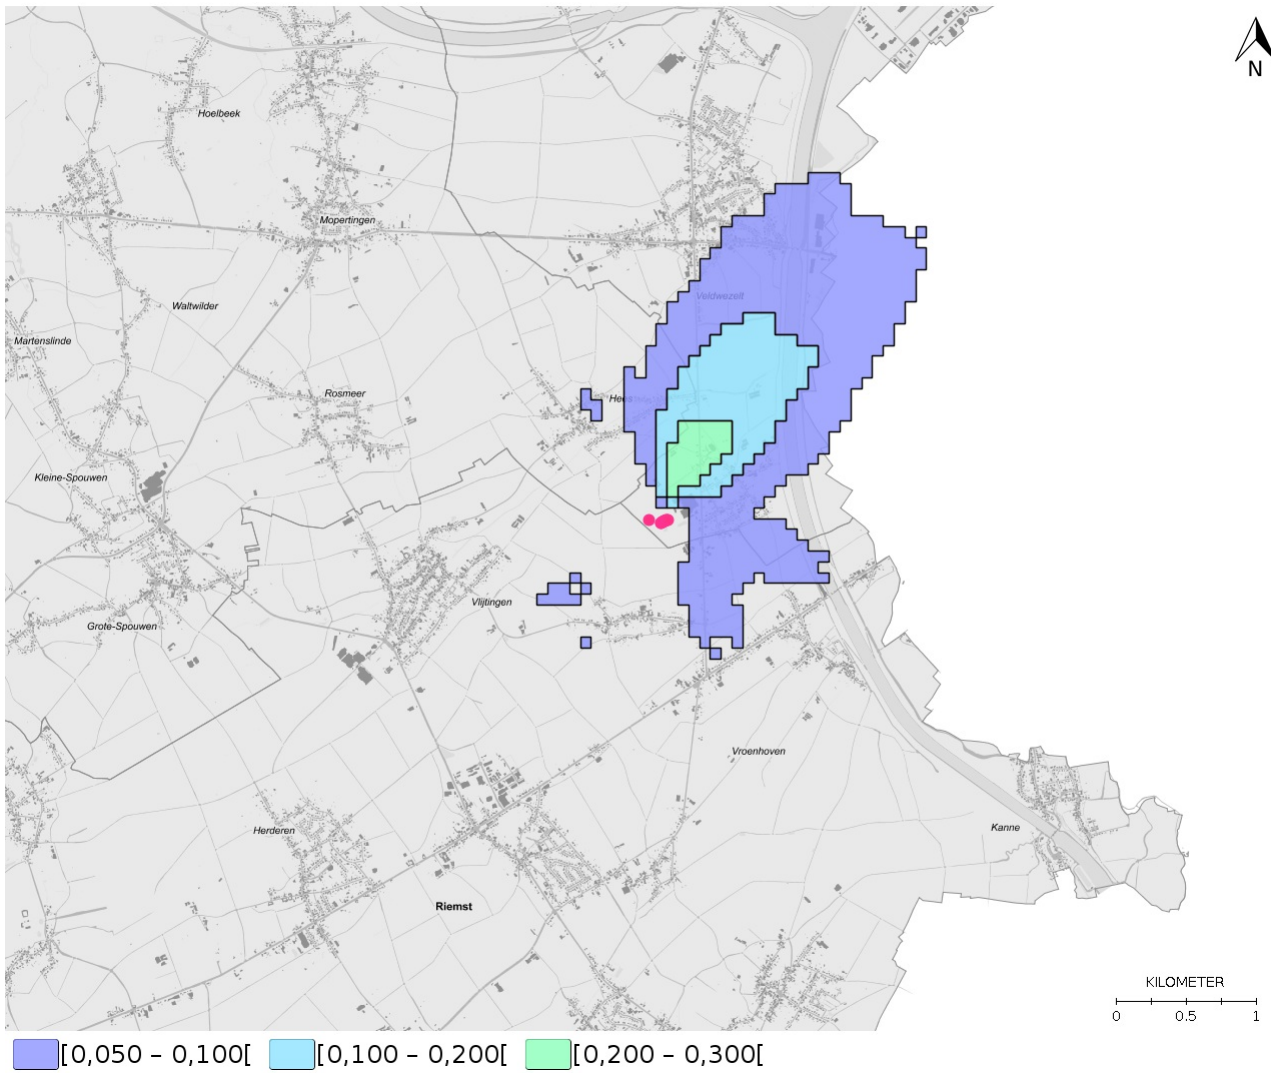 N
Hoelbeek
Mopertingen
Veldwezelt
Waltwilder
Martenslinde
Rosmeer
Hees
Kleine-Spouwen
Vlijtingen
Grote-Spouwen
Vroenhoven
Herderen
Kanne
Riemst
KILOMETER
0 0.5 1
[0,050 – 0,100[ [0,100 – 0,200[ [0,200 – 0,300[